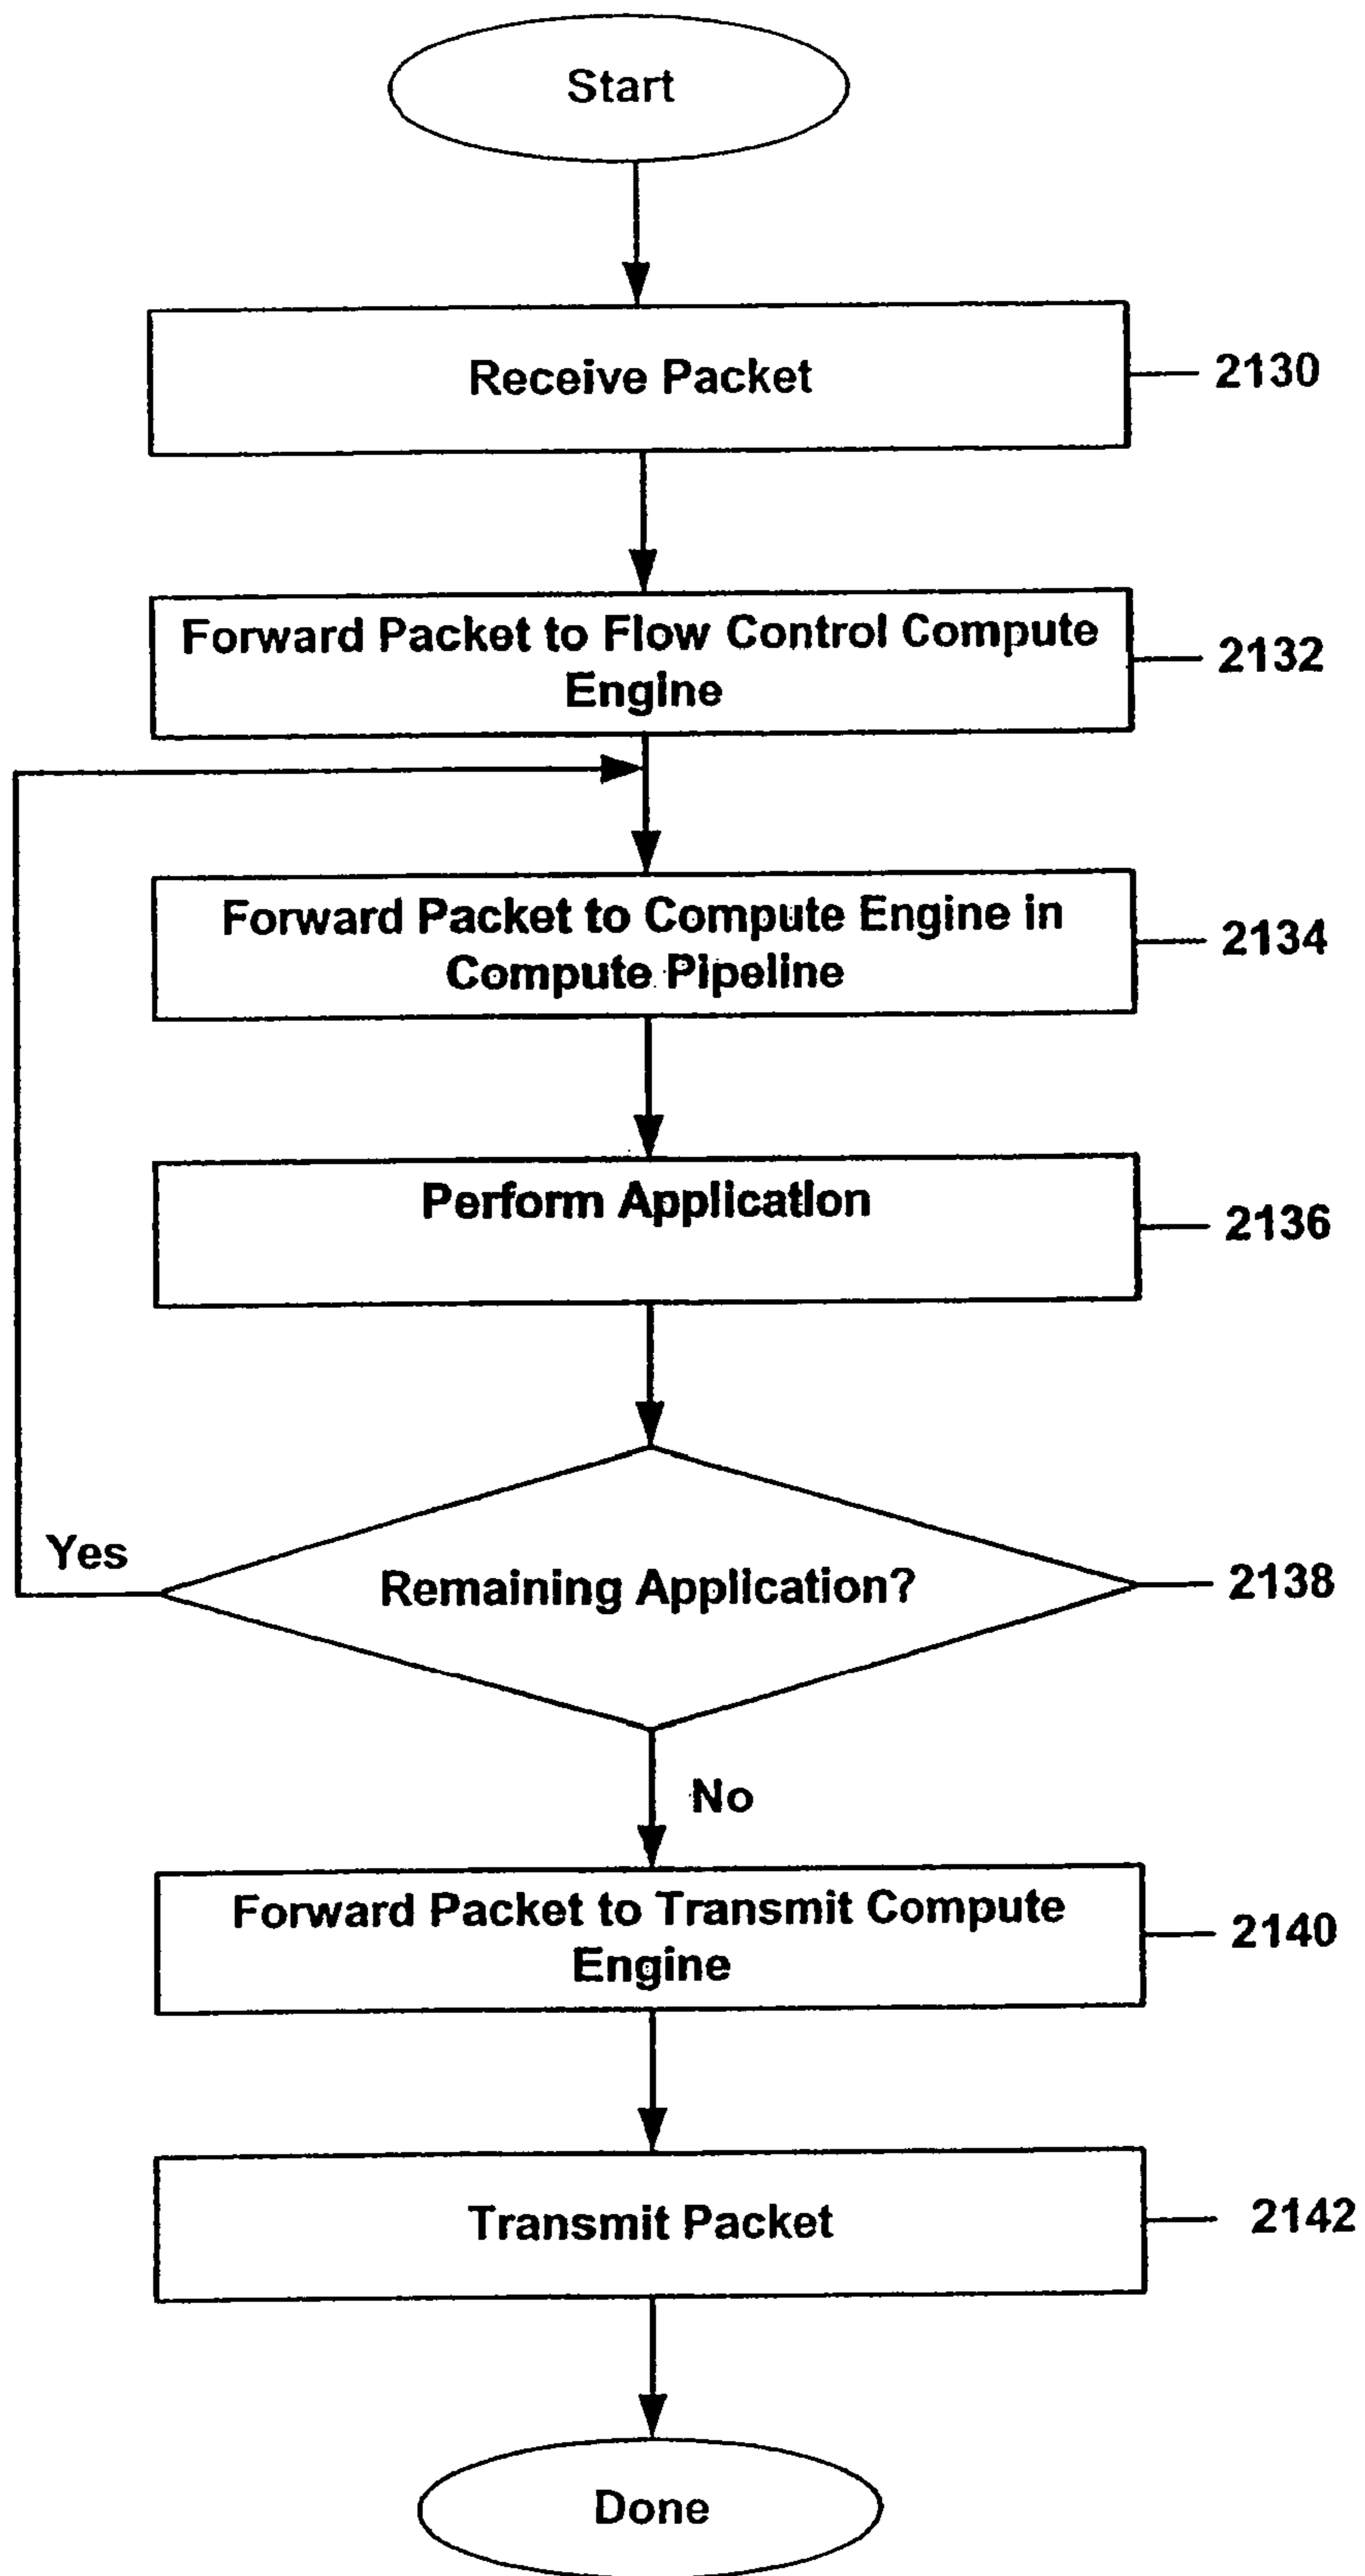 Start
Receive Packet
2130
Forward Packet to Flow Control Compute
Engine
2132
Forward Packet to Compute Engine in
Compute Pipeline
2134
Perform Application
2136
Yes
Remaining Application?
2138
No
Forward Packet to Transmit Compute
Engine
2140
Transmit Packet
2142
Done